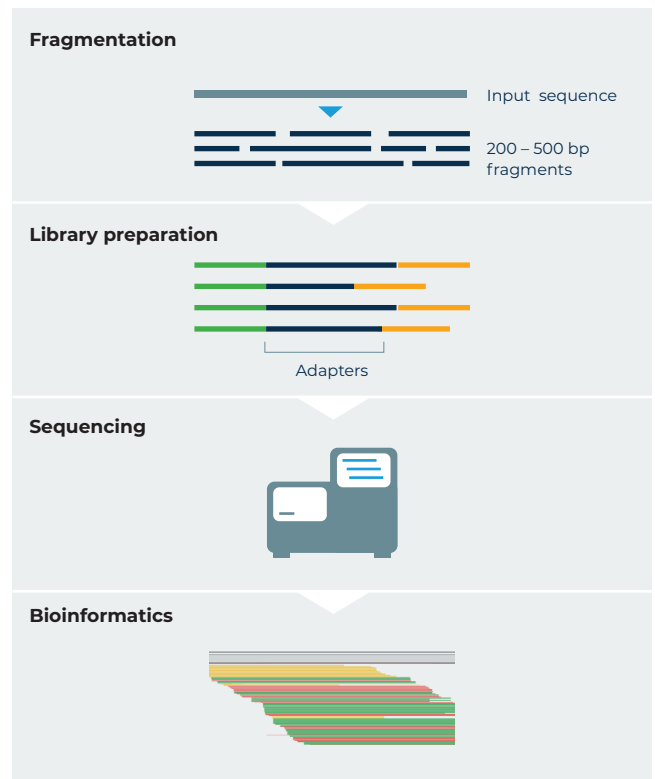 Fragmentation
Input sequence
200 – 500 bp
fragments
Library preparation
Adapters
Sequencing
Bioinformatics